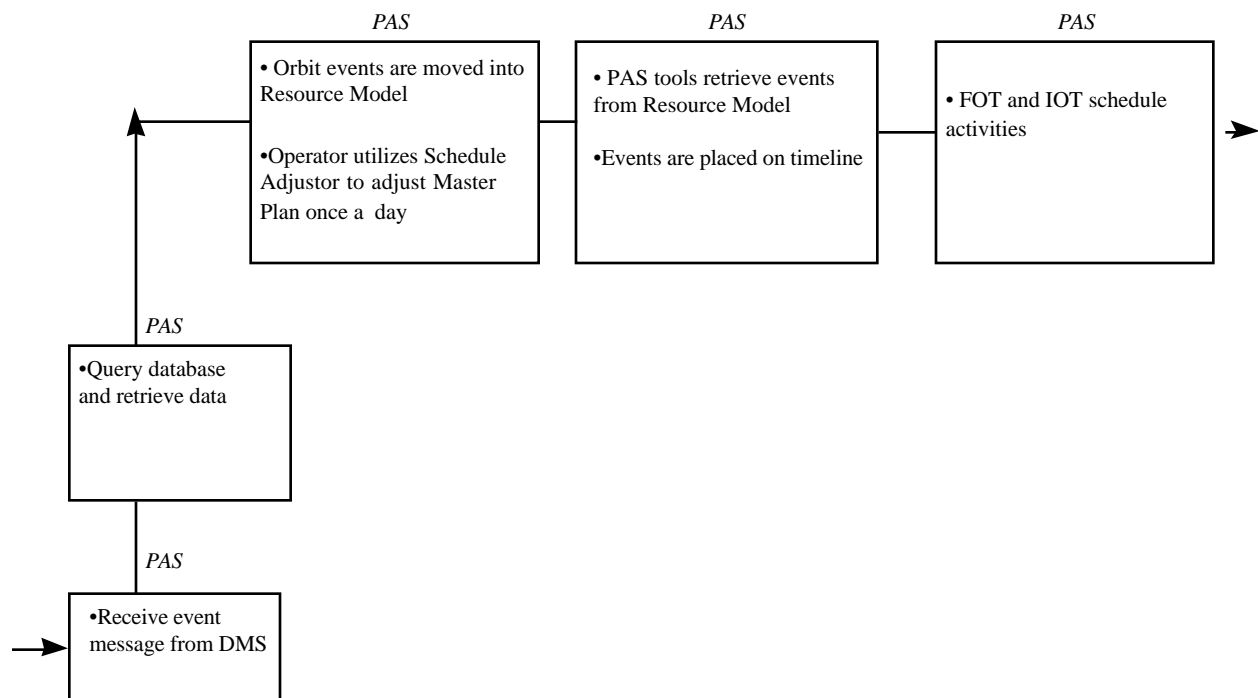 PAS
• Orbit events are moved into
Resource Model
•Operator utilizes Schedule
Adjustor to adjust Master
Plan once a day
PAS
• PAS tools retrieve events
from Resource Model
•Events are placed on timeline
PAS
• FOT and IOT schedule
activities
PAS
•Query database
and retrieve data
PAS
•Receive event
message from DMS